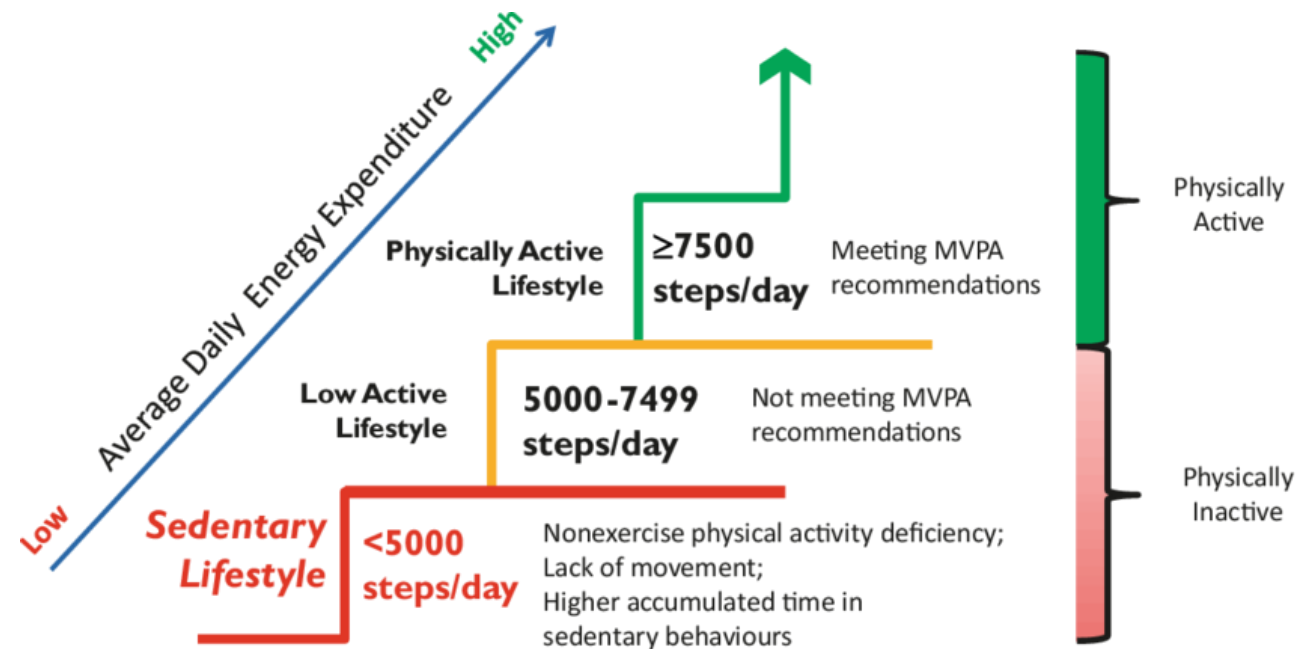 High
Average Daily Energy Expenditure
Low
Physically Active
Lifestyle
≥7500
steps/day
Meeting MVPA
recommendations
Low Active
Lifestyle
5000-7499
steps/day
Not meeting MVPA
recommendations
Sedentary
Lifestyle
<5000
steps/day
Nonexercise physical activity deficiency;
Lack of movement;
Higher accumulated time in
sedentary behaviours
Physically
Active
Physically
Inactive